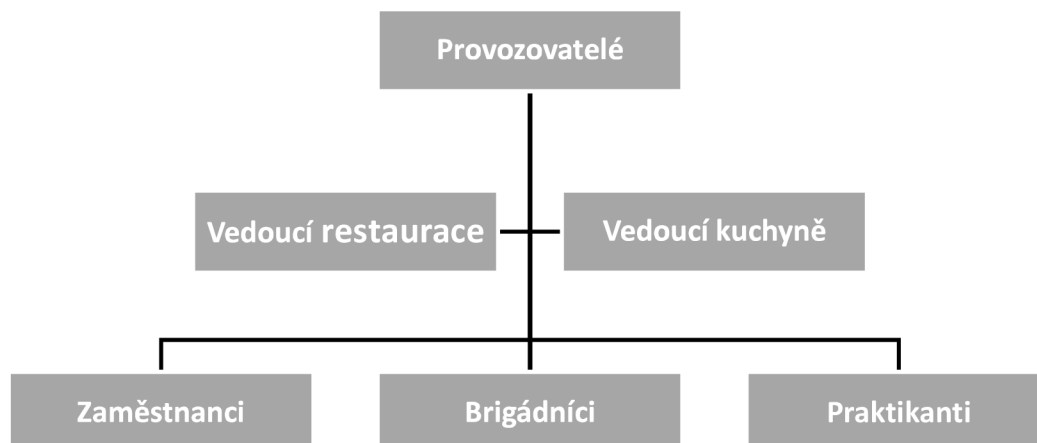 Provozovatelé
Vedoucí restaurace
Vedoucí kuchyně
Zaměstnanci
Brigádníci
Praktikanti